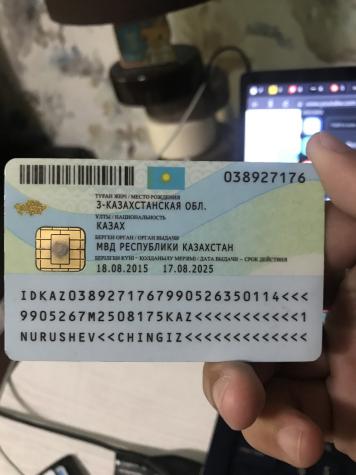 038927176
ТУҒАН ЖЕРІ / МЕСТО РОЖДЕНИЯ
З-КАЗАХСТАНСКАЯ ОБЛ.
ҰЛТЫ / НАЦИОНАЛЬНОСТЬ
КАЗАХ
БЕРГЕН ОРГАН / ОРГАН ВЫДАЧИ
МВД РЕСПУБЛИКИ КАЗАХСТАН
БЕРІЛГЕН КҮНІ - ҚОЛДАНЫЛУ МЕРЗІМІ / ДАТА ВЫДАЧИ - СРОК ДЕЙСТВИЯ
18.08.2015 17.08.2025
IDKAZ0389271767990526350114<<<
9905267M2508175KAZ<<<<<<<<<<<1
NURUSHEV<<CHINGIZ<<<<<<<<<<<<<